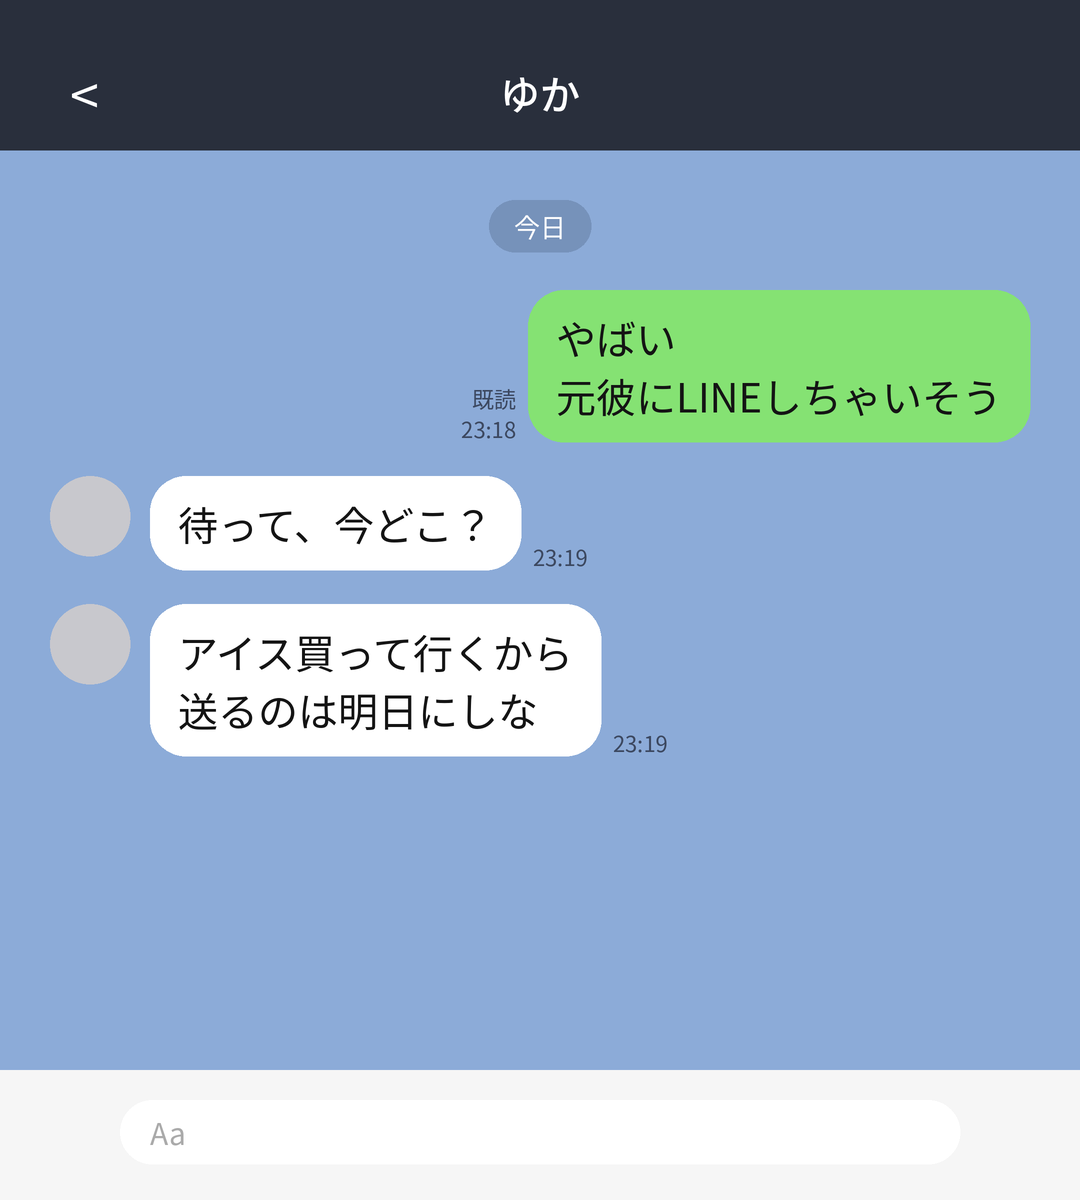 <
ゆか
今日
やばい
元彼にLINEしちゃいそう
既読
23:18
待って、今どこ？
23:19
アイス買って行くから
送るのは明日にしな
23:19
Aa